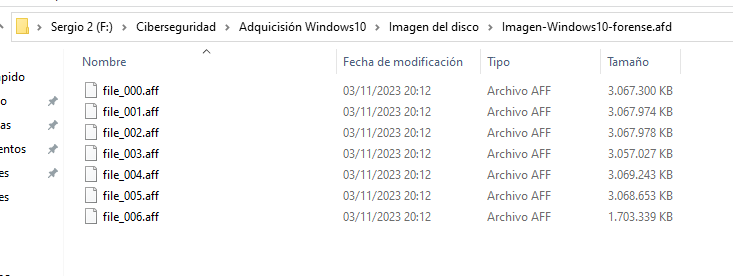 Sergio 2 (F:) > Ciberseguridad > Adquicisión Windows10 > Imagen del disco > Imagen-Windows10-forense.afd
Nombre Fecha de modificación Tipo Tamaño
file_000.aff 03/11/2023 20:12 Archivo AFF 3.067.300 KB
file_001.aff 03/11/2023 20:12 Archivo AFF 3.067.974 KB
file_002.aff 03/11/2023 20:12 Archivo AFF 3.067.978 KB
file_003.aff 03/11/2023 20:12 Archivo AFF 3.057.027 KB
file_004.aff 03/11/2023 20:12 Archivo AFF 3.069.243 KB
file_005.aff 03/11/2023 20:12 Archivo AFF 3.068.653 KB
file_006.aff 03/11/2023 20:12 Archivo AFF 1.703.339 KB